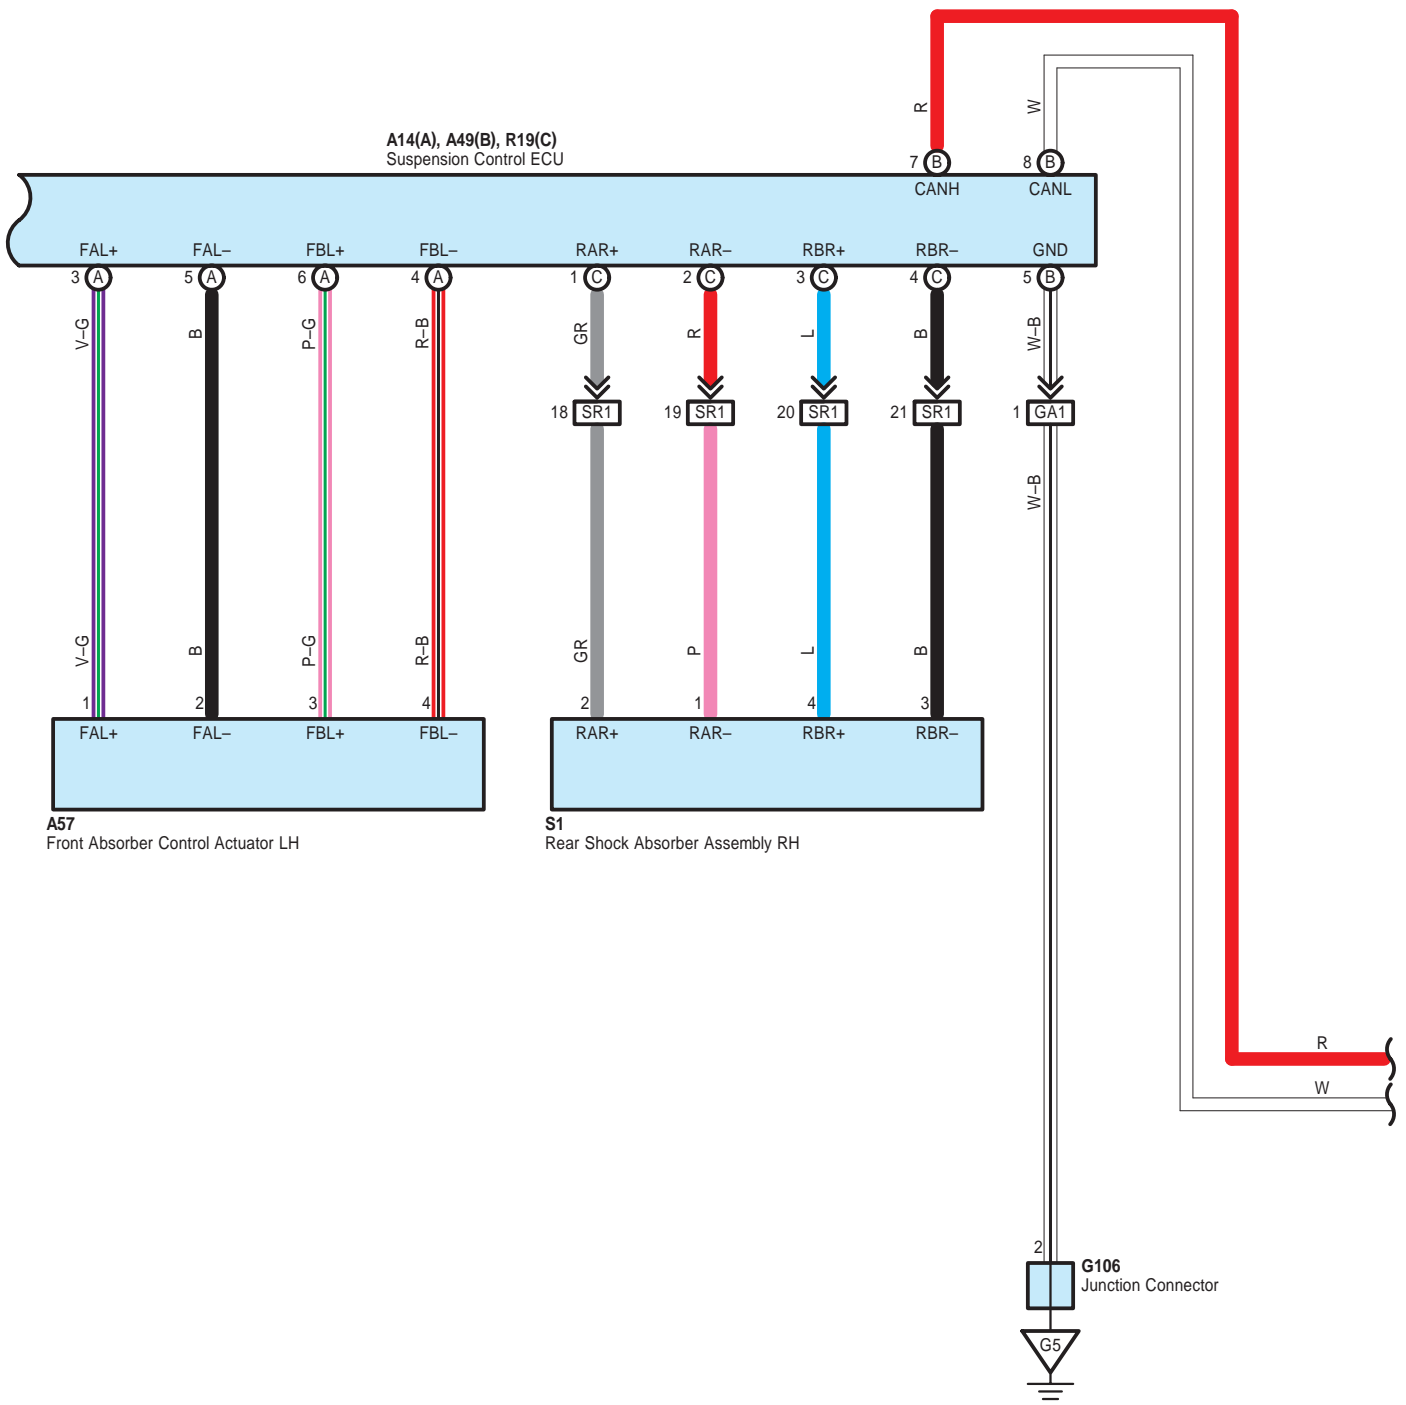 R
W
A14(A), A49(B), R19(C)
Suspension Control ECU
7 B
8 B
CANH
CANL
FAL+
FAL–
FBL+
FBL–
RAR+
RAR–
RBR+
RBR–
GND
3 A
5 A
6 A
4 A
1 C
2 C
3 C
4 C
5 B
V–G
B
P–G
R–B
GR
R
L
B
W–B
18 SR1
19 SR1
20 SR1
21 SR1
1 GA1
W–B
V–G
B
P–G
R–B
GR
P
L
B
1
2
3
4
2
1
4
3
FAL+
FAL–
FBL+
FBL–
RAR+
RAR–
RBR+
RBR–
A57
Front Absorber Control Actuator LH
S1
Rear Shock Absorber Assembly RH
R
W
2
G106
Junction Connector
G5